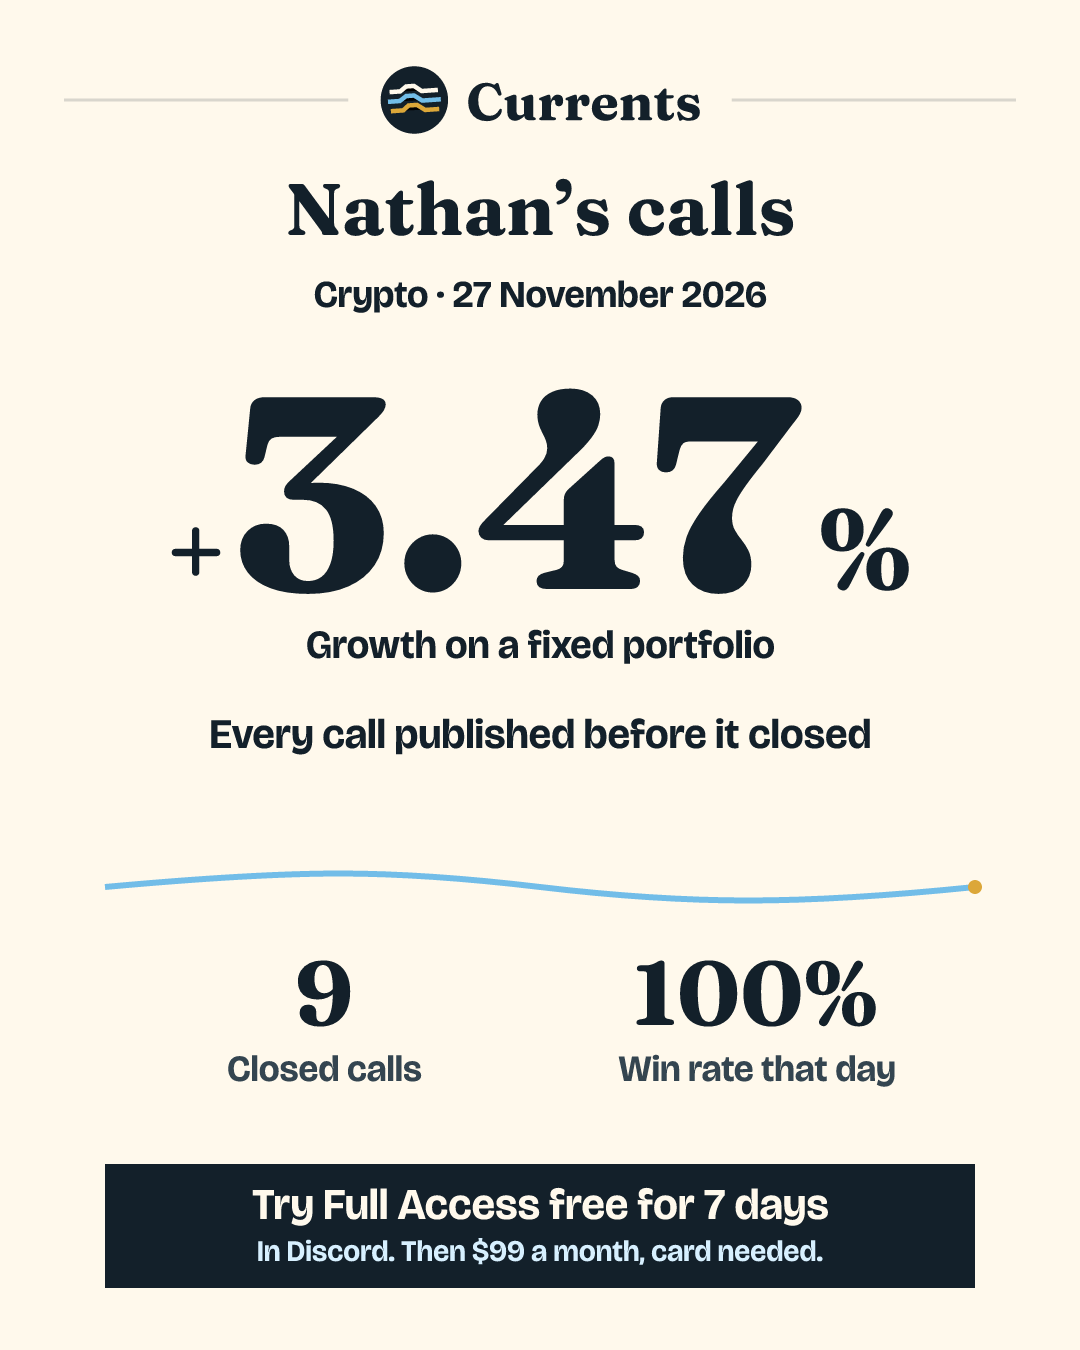 Currents
Nathan’s calls
Crypto · 27 November 2026
+3.47 %
Growth on a fixed portfolio
Every call published before it closed
9
Closed calls
100%
Win rate that day
Try Full Access free for 7 days
In Discord. Then $99 a month, card needed.